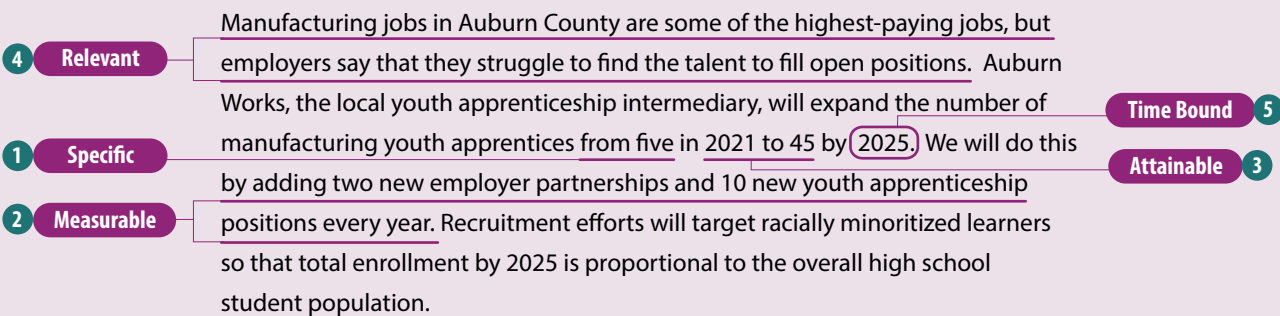 Manufacturing jobs in Auburn County are some of the highest-paying jobs, but
4 Relevant
employers say that they struggle to find the talent to fill open positions. Auburn
Works, the local youth apprenticeship intermediary, will expand the number of
Time Bound 5
manufacturing youth apprentices from five in 2021 to 45 by 2025. We will do this
1 Specific
Attainable 3
by adding two new employer partnerships and 10 new youth apprenticeship
2 Measurable
positions every year. Recruitment efforts will target racially minoritized learners
so that total enrollment by 2025 is proportional to the overall high school
student population.